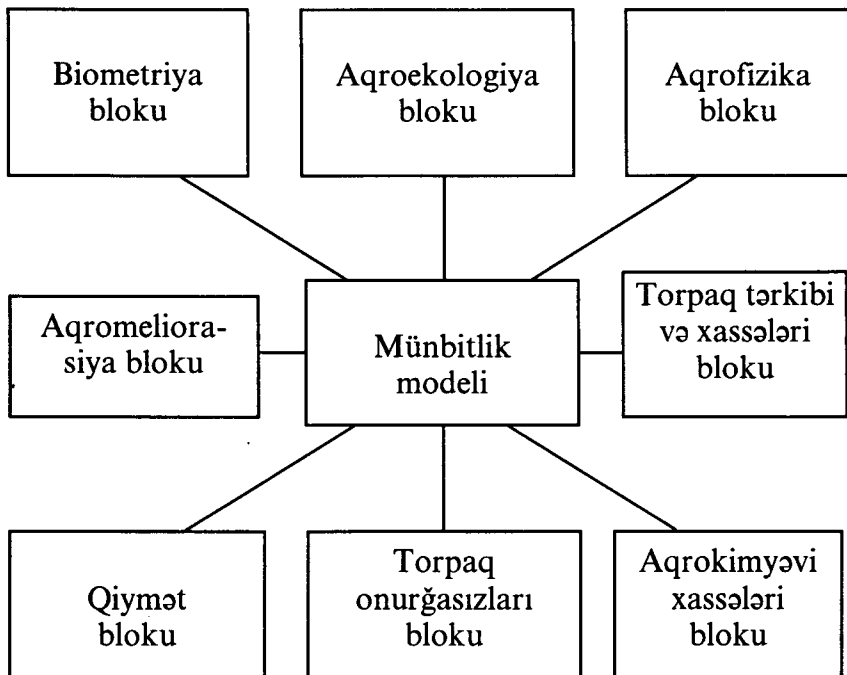 Biometriya
bloku
Aqroekologiya
bloku
Aqrofizika
bloku
Aqromeliora-
siya bloku
Münbitlik
modeli
Torpaq tərkibi
və xassələri
bloku
Qiymət
bloku
Torpaq
onurğasızları
bloku
Aqrokimyəvi
xassələri
bloku